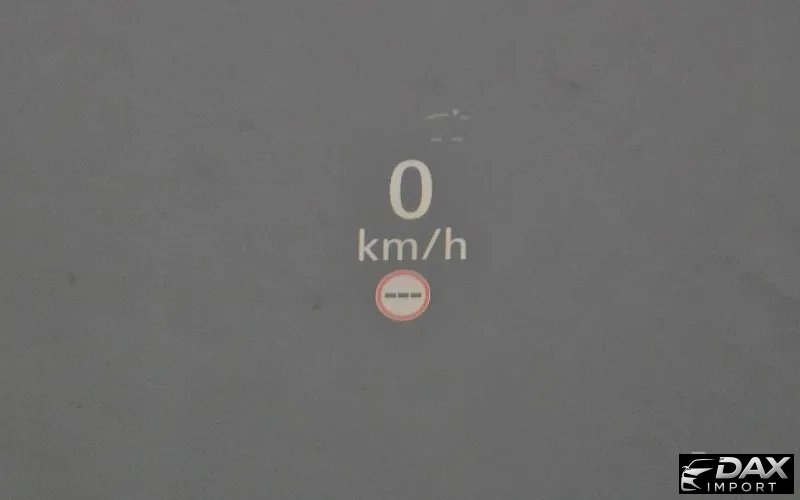 0
km/h
---
DAX
IMPORT